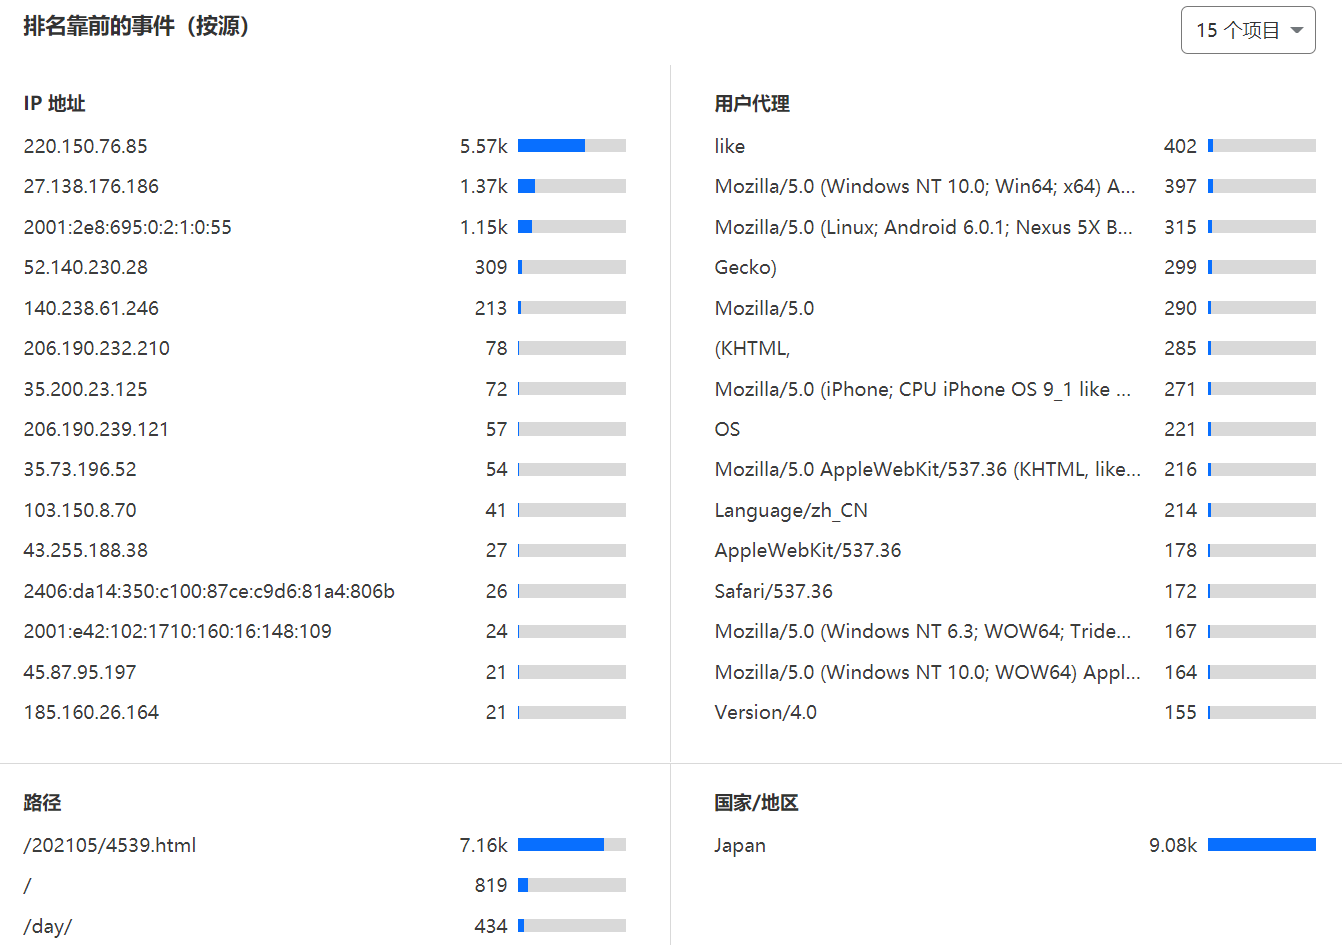 排名靠前的事件（按源）
15 个项目
IP 地址
220.150.76.85 5.57k
27.138.176.186 1.37k
2001:2e8:695:0:2:1:0:55 1.15k
52.140.230.28 309
140.238.61.246 213
206.190.232.210 78
35.200.23.125 72
206.190.239.121 57
35.73.196.52 54
103.150.8.70 41
43.255.188.38 27
2406:da14:350:c100:87ce:c9d6:81a4:806b 26
2001:e42:102:1710:160:16:148:109 24
45.87.95.197 21
185.160.26.164 21
用户代理
like 402
Mozilla/5.0 (Windows NT 10.0; Win64; x64) A... 397
Mozilla/5.0 (Linux; Android 6.0.1; Nexus 5X B... 315
Gecko) 299
Mozilla/5.0 290
(KHTML, 285
Mozilla/5.0 (iPhone; CPU iPhone OS 9_1 like ... 271
OS 221
Mozilla/5.0 AppleWebKit/537.36 (KHTML, like... 216
Language/zh_CN 214
AppleWebKit/537.36 178
Safari/537.36 172
Mozilla/5.0 (Windows NT 6.3; WOW64; Tride... 167
Mozilla/5.0 (Windows NT 10.0; WOW64) Appl... 164
Version/4.0 155
路径
/202105/4539.html 7.16k
/ 819
/day/ 434
国家/地区
Japan 9.08k